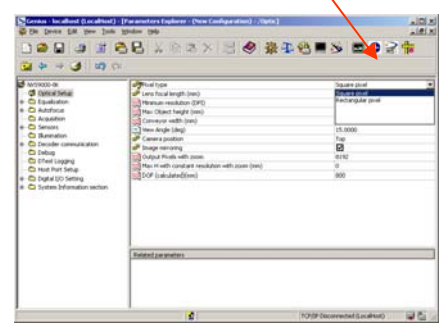 Genius - localhost (LocalHost) - [Parameters Explorer - (New Configuration) - /Optic]
File Device Edit View Tools Window Help
NVS9000-8K
Optical Setup
Equalization
Autofocus
Acquisition
Sensors
Illumination
Decoder communication
Debug
DTool Logging
Host Port Setup
Digital I/O Setting
System Information section
Pixel type Square pixel
Square pixel
Rectangular pixel
Lens focal length (mm)
Minimum resolution (DPI)
Max Object height (mm)
Conveyor width (mm)
View Angle (deg) 15.0000
Camera position Top
Image mirroring
Output Pixels with zoom 8192
Max H with constant resolution with zoom (mm) 0
DOF (calculated)(mm) 800
Related parameters
TCP/IP Disconnected (LocalHost)